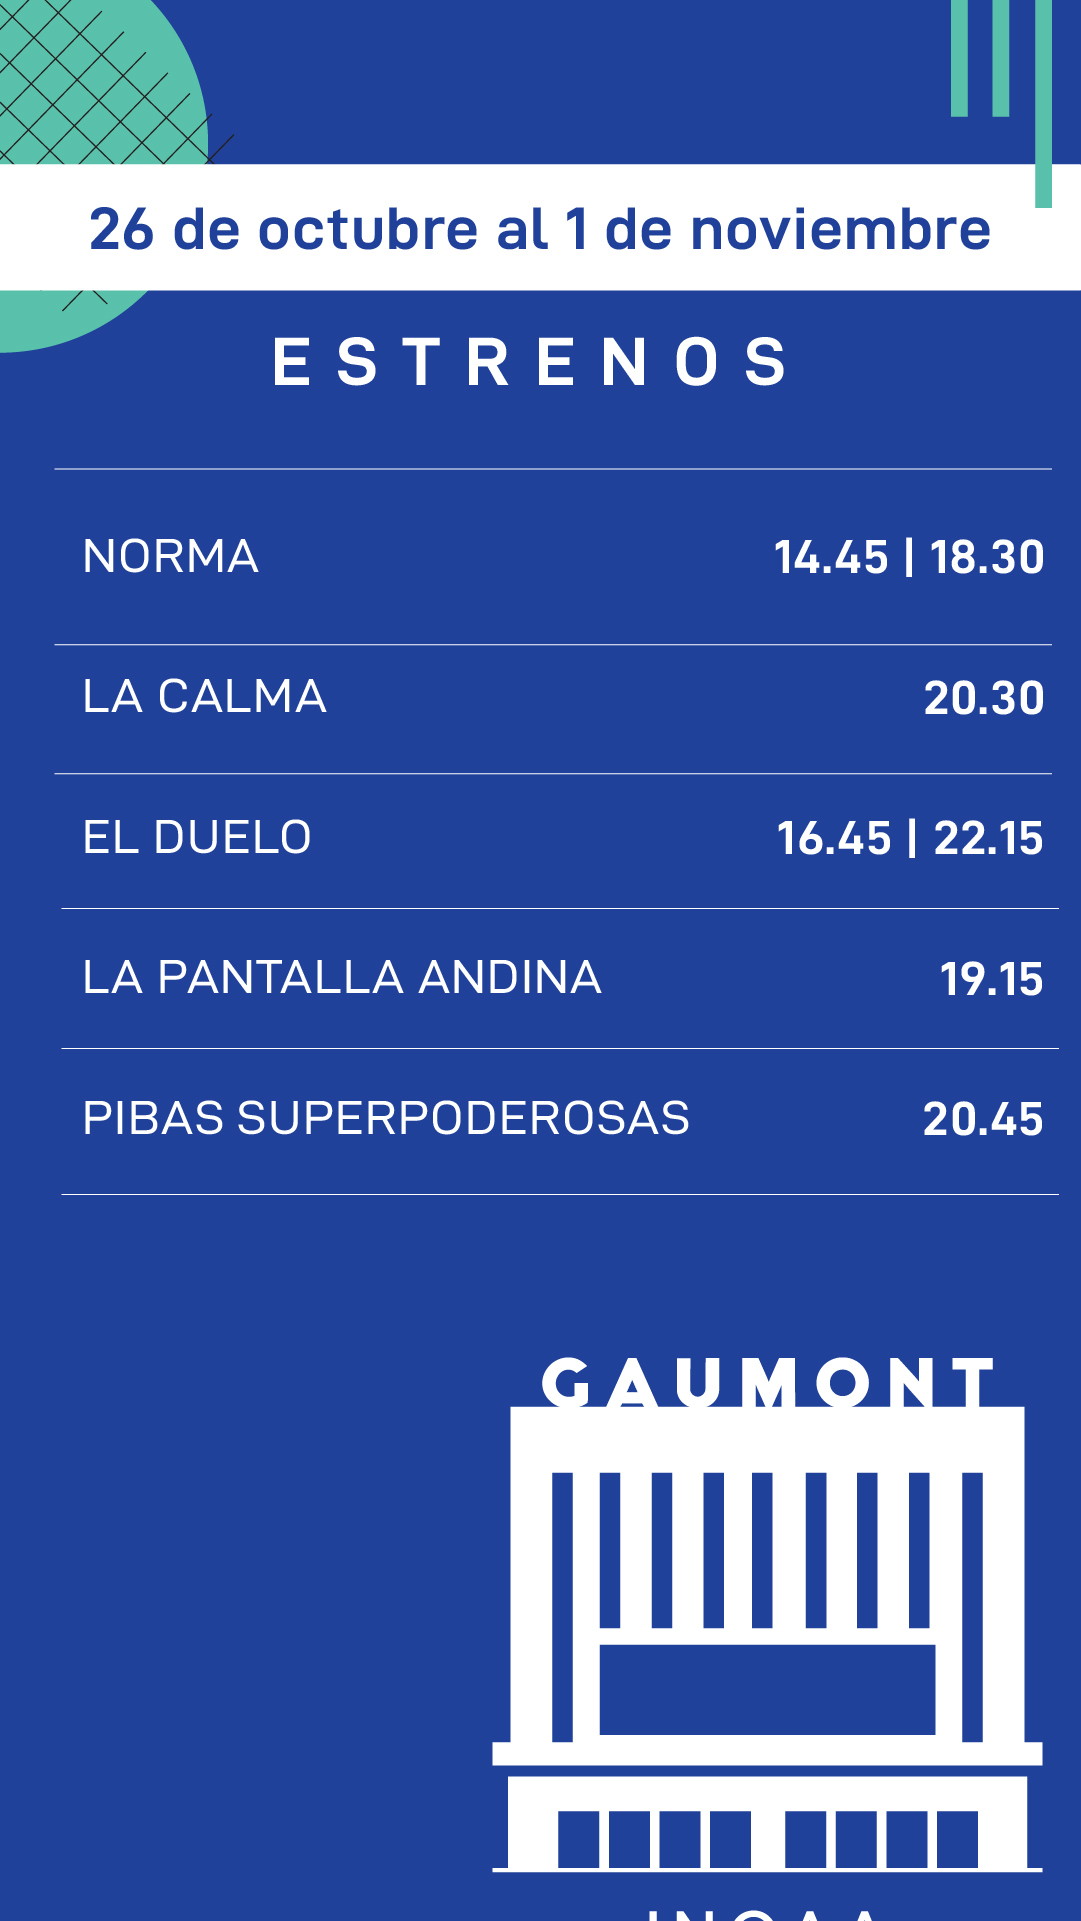 26 de octubre al 1 de noviembre
ESTRENOS
NORMA 14.45 | 18.30
LA CALMA 20.30
EL DUELO 16.45 | 22.15
LA PANTALLA ANDINA 19.15
PIBAS SUPERPODEROSAS 20.45
GAUMONT
INCAA